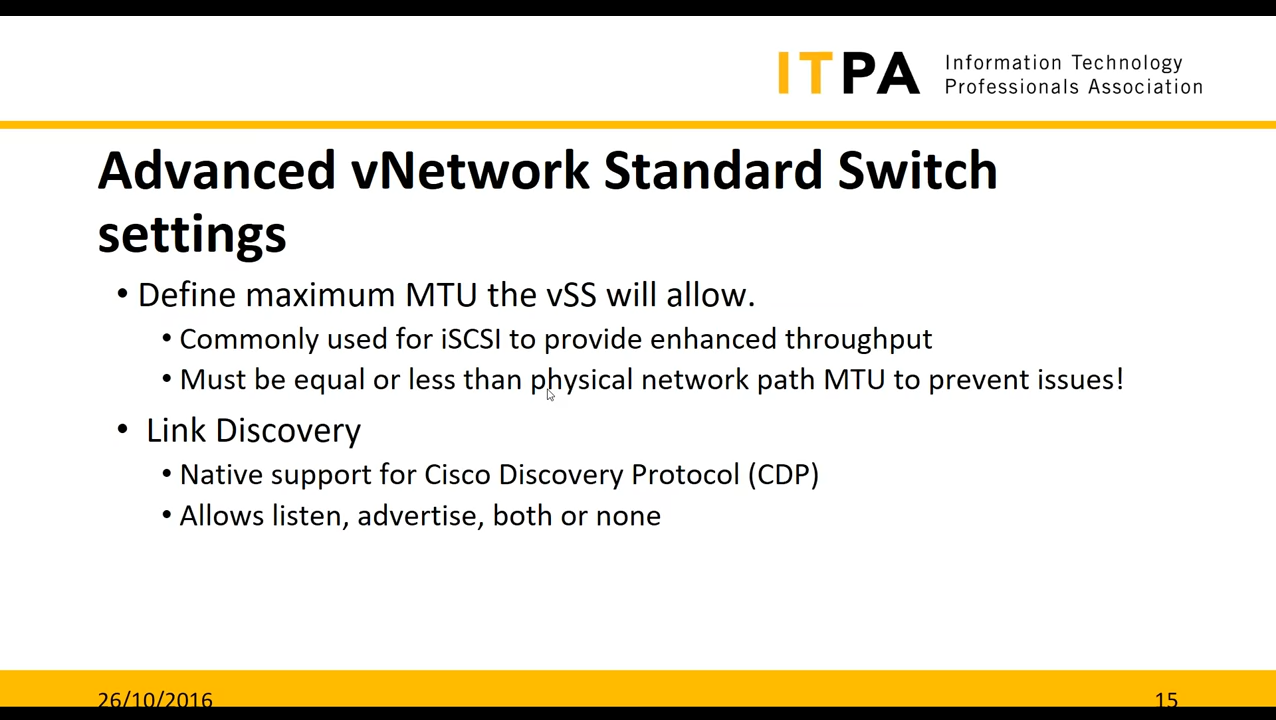 ITPA
Information Technology
Professionals Association
Advanced vNetwork Standard Switch
settings
• Define maximum MTU the vSS will allow.
• Commonly used for iSCSI to provide enhanced throughput
• Must be equal or less than physical network path MTU to prevent issues!
• Link Discovery
• Native support for Cisco Discovery Protocol (CDP)
• Allows listen, advertise, both or none
26/10/2016
15